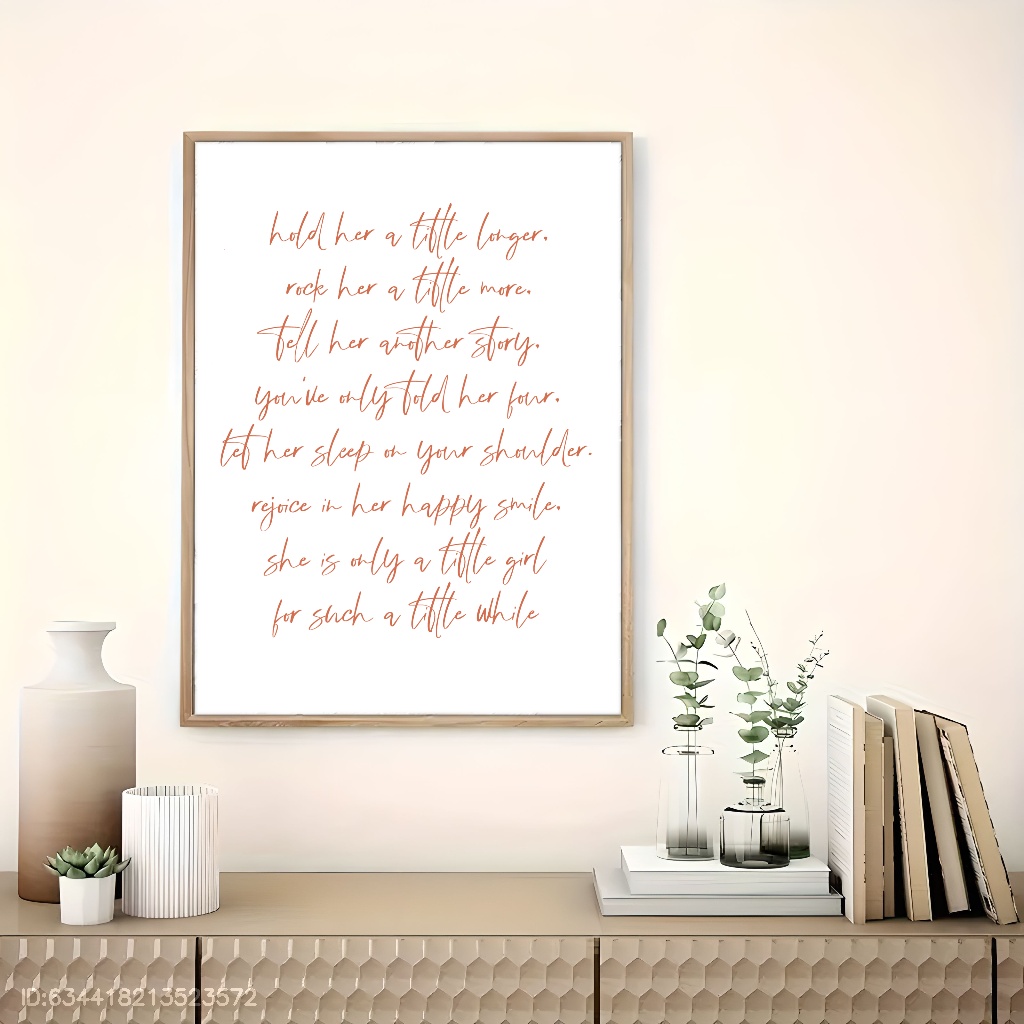 hold her a little longer,
rock her a little more,
tell her another story,
you've only told her four,
let her sleep on your shoulder.
rejoice in her happy smile,
she is only a little girl
for such a little while
ID:634418213523572